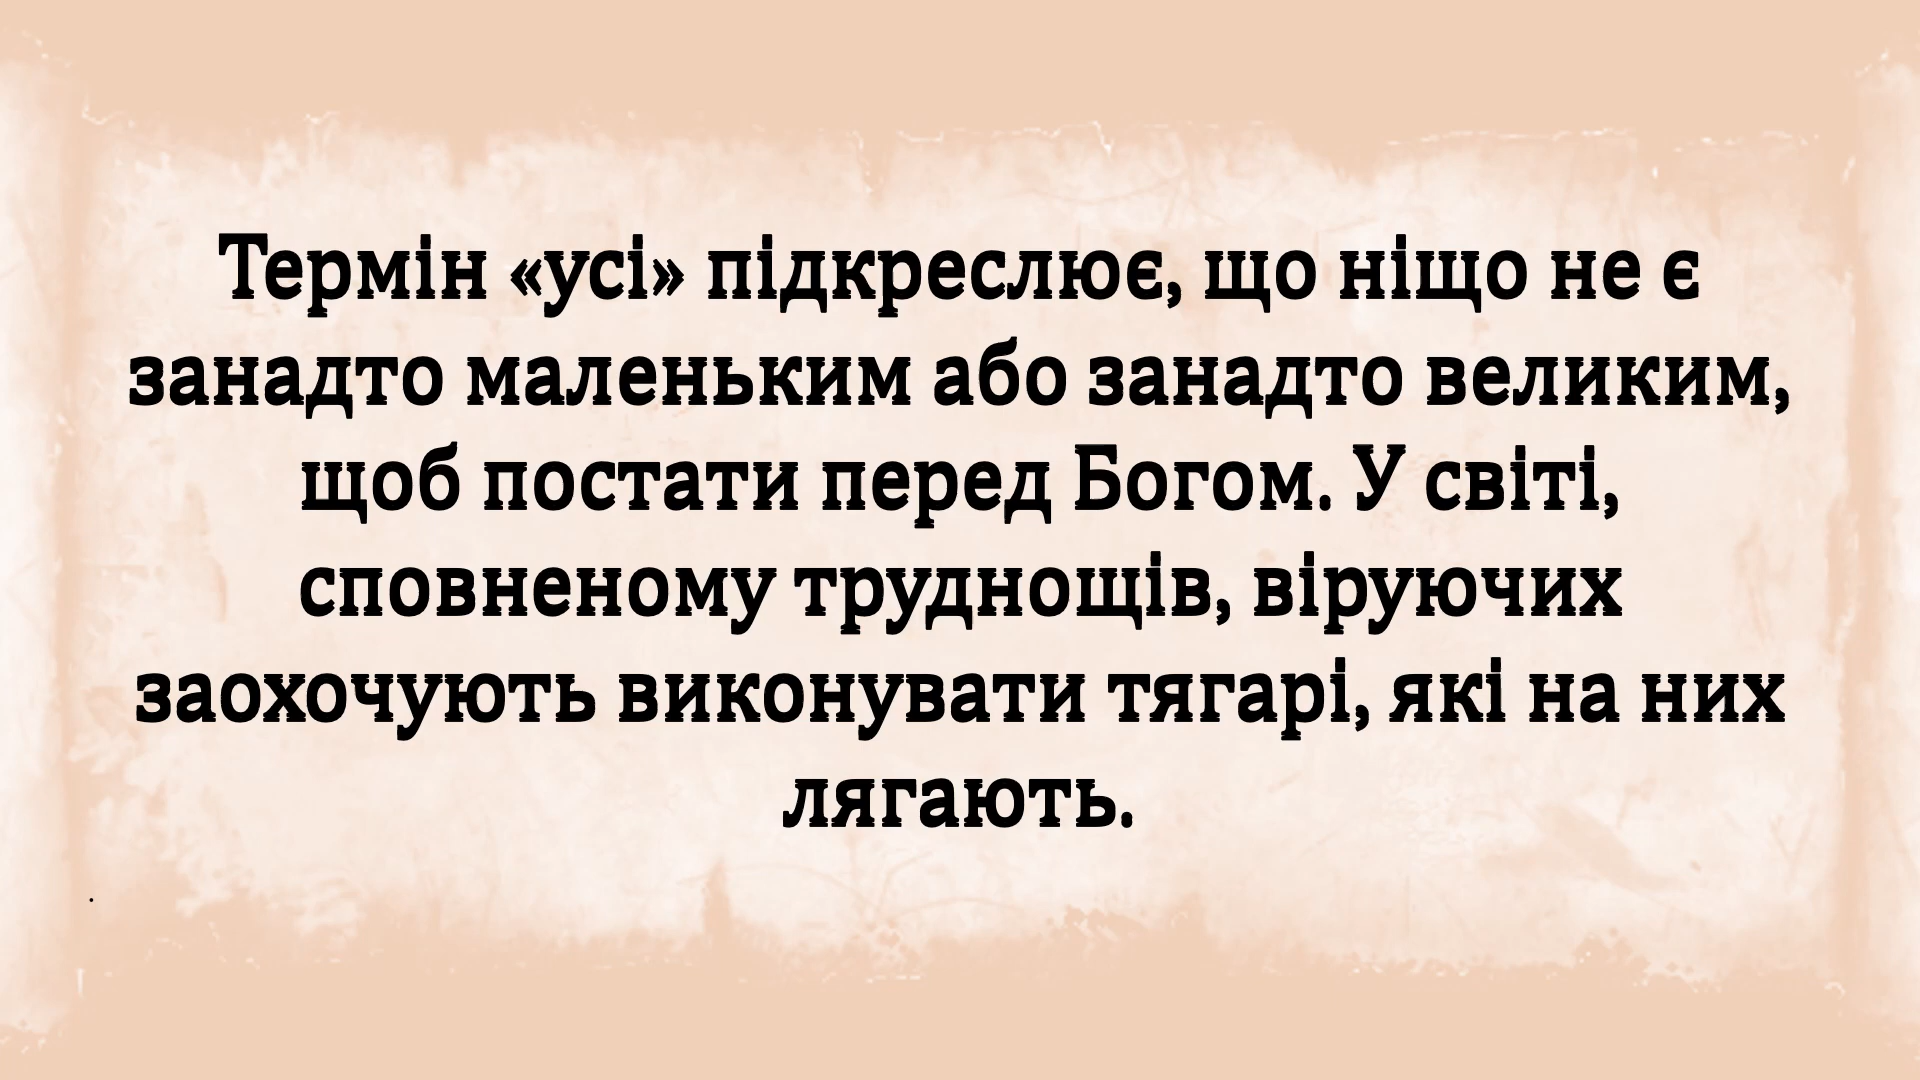 Термін «усі» підкреслює, що ніщо не є
занадто маленьким або занадто великим,
щоб постати перед Богом. У світі,
сповненому труднощів, віруючих
заохочують виконувати тягарі, які на них
лягають.
.